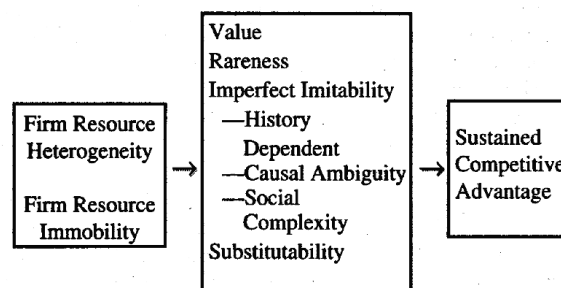 Firm Resource
Heterogeneity
Firm Resource
Immobility
Value
Rareness
Imperfect Imitability
—History
Dependent
—Causal Ambiguity
—Social
Complexity
Substitutability
Sustained
Competitive
Advantage